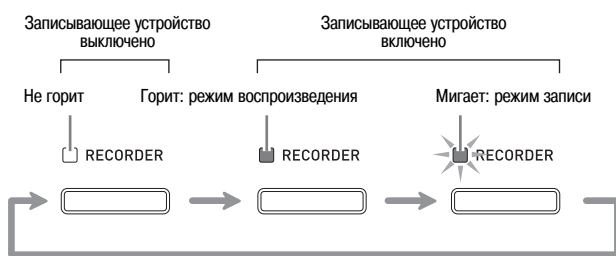 Записывающее устройство
выключено
Записывающее устройство
включено
Не горит
Горит: режим воспроизведения
Мигает: режим записи
RECORDER
RECORDER
RECORDER